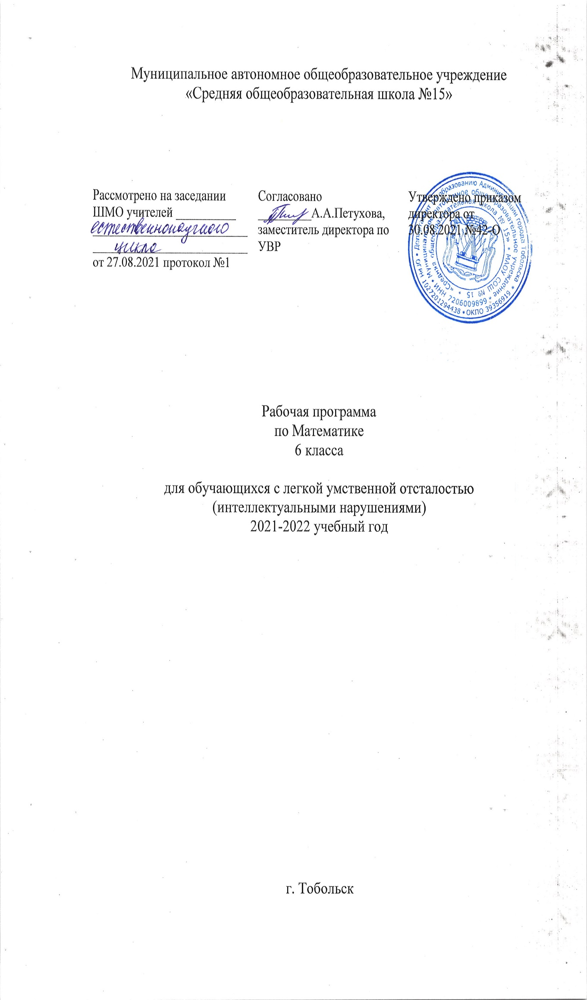 Муниципальное автономное общеобразовательное учреждение
«Средняя общеобразовательная школа №15»
Рассмотрено на заседании
ШМО учителей __________
естественнонаучного
цикла
от 27.08.2021 протокол №1
Согласовано
_________А.А.Петухова,
заместитель директора по
УВР
Утверждено приказом
директора от
30.08.2021 №42-О
* Департамент по образованию Администрации города Тобольска * ОГРН 1027201294438 * ОКПО 39356919
* Муниципальное автономное общеобразовательное учреждение * ИНН 7206009899
«Средняя общеобразовательная школа № 15» * МАОУ СОШ № 15 *
Рабочая программа
по Математике
6 класса
для обучающихся с легкой умственной отсталостью
(интеллектуальными нарушениями)
2021-2022 учебный год
г. Тобольск